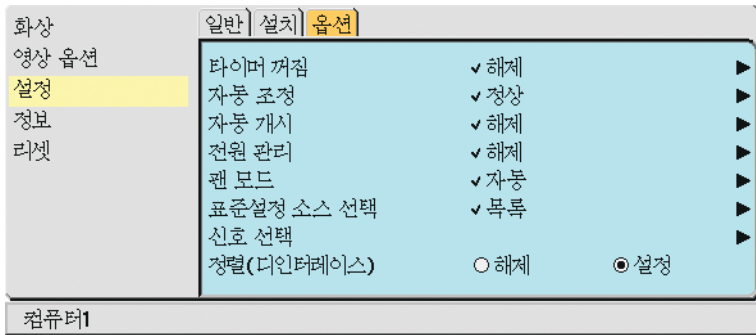 화상
영상 옵션
설정
정보
리셋
일반 설치 옵션
타이머 꺼짐 해제
자동 조정 정상
자동 개시 해제
전원 관리 해제
팬 모드 자동
표준설정 소스 선택 목록
신호 선택
정렬(디인터레이스) 해제 설정
컴퓨터1